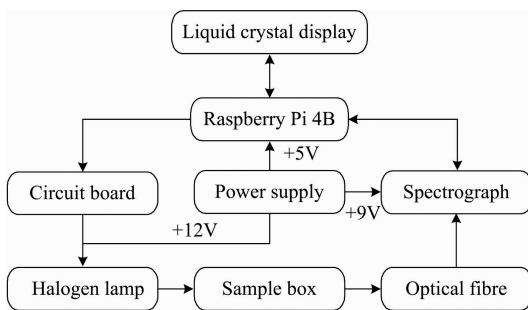 Liquid crystal display
Raspberry Pi 4B
+5V
Circuit board
Power supply
Spectrograph
+9V
+12V
Halogen lamp
Sample box
Optical fibre